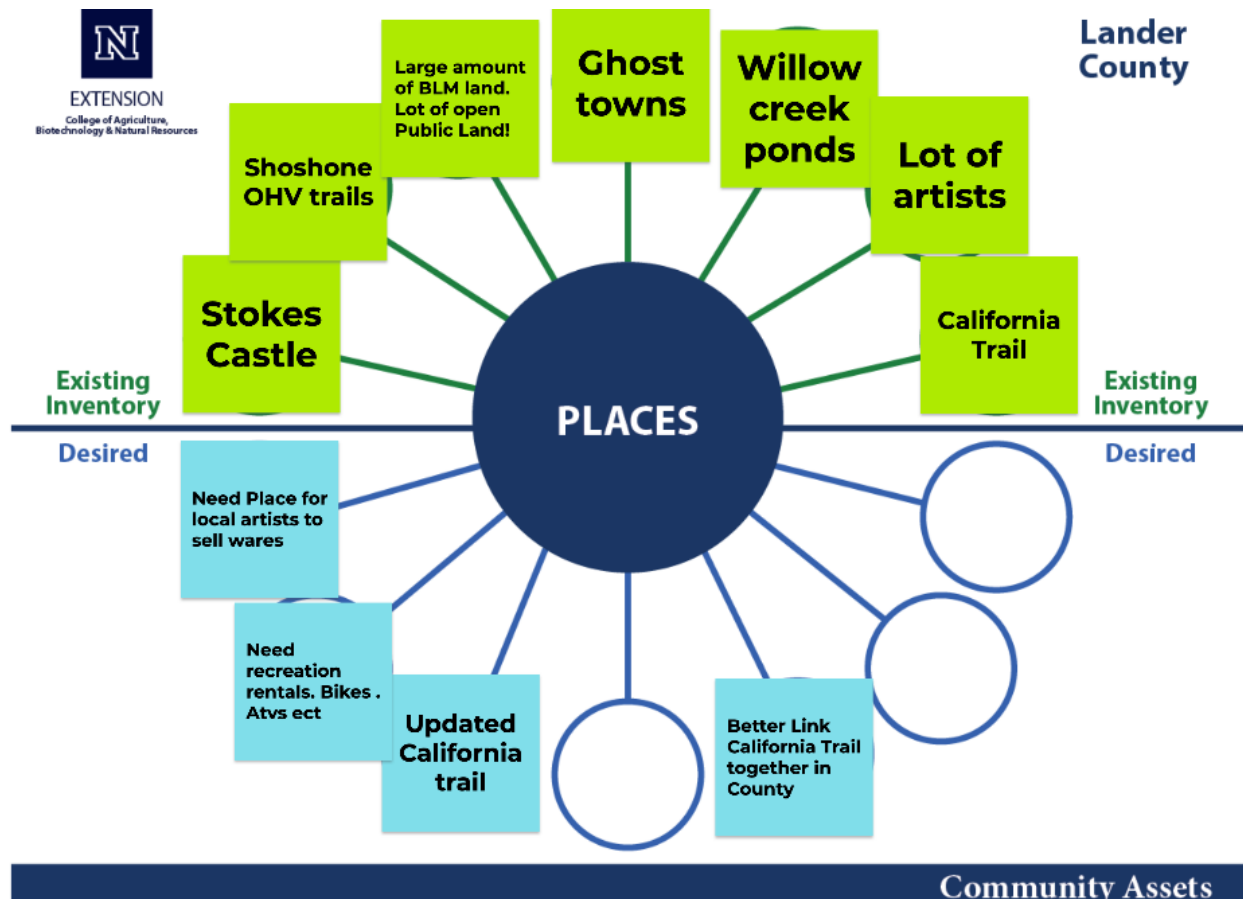 N
EXTENSION
College of Agriculture,
Biotechnology & Natural Resources
Lander
County
Large amount
of BLM land.
Lot of open
Public Land!
Ghost
towns
Willow
creek
ponds
Shoshone
OHV trails
Lot of
artists
Stokes
Castle
California
Trail
Existing
Inventory
PLACES
Existing
Inventory
Desired
Desired
Need Place for
local artists to
sell wares
Need
recreation
rentals. Bikes .
Atvs ect
Updated
California
trail
Better Link
California Trail
together in
County
Community Assets